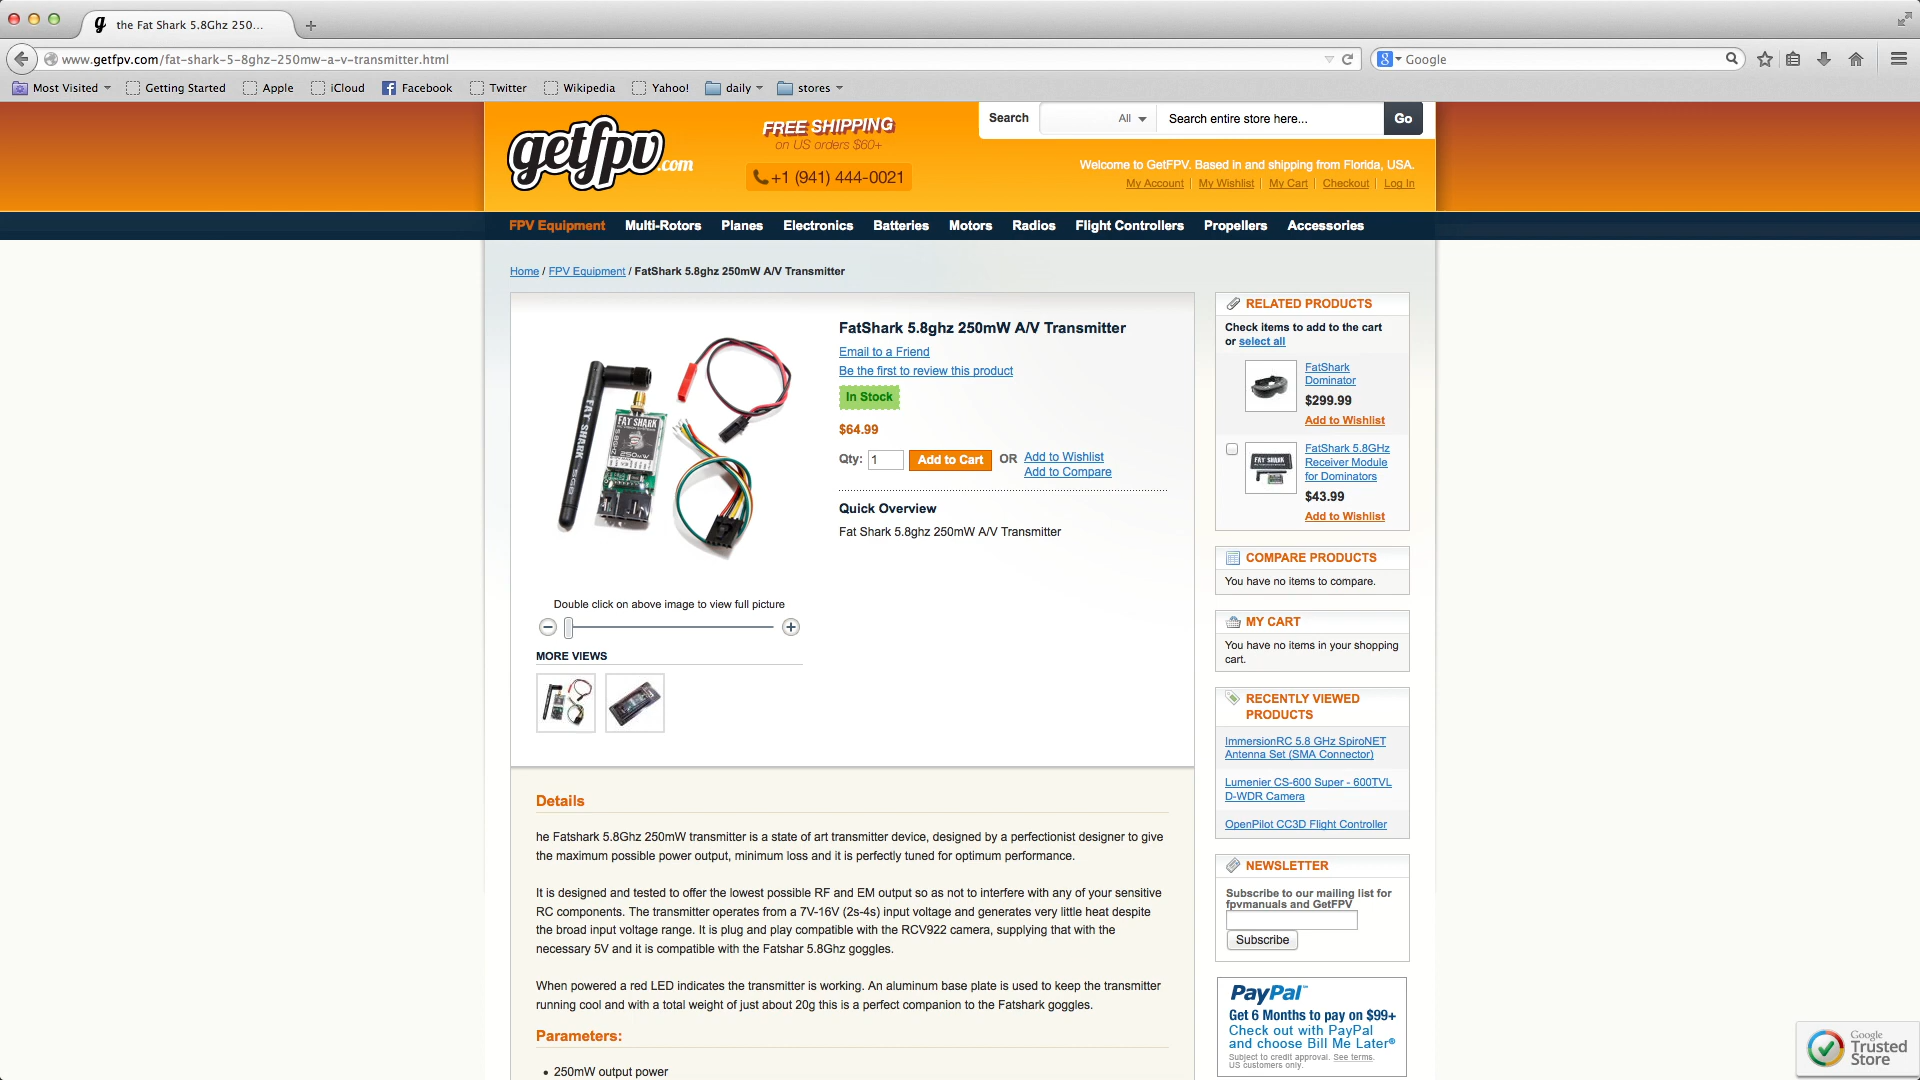 the Fat Shark 5.8Ghz 250...
www.getfpv.com/fat-shark-5-8ghz-250mw-a-v-transmitter.html
Google
Most Visited
Getting Started
Apple
iCloud
Facebook
Twitter
Wikipedia
Yahoo!
daily
stores
getfpv.com
FREE SHIPPING
on US orders $60+
+1 (941) 444-0021
Search
All
Search entire store here...
Go
Welcome to GetFPV. Based in and shipping from Florida, USA.
My Account | My Wishlist | My Cart | Checkout | Log In
FPV Equipment
Multi-Rotors
Planes
Electronics
Batteries
Motors
Radios
Flight Controllers
Propellers
Accessories
Home / FPV Equipment / FatShark 5.8ghz 250mW A/V Transmitter
FAT SHARK
FAT SHARK
5.8GHZ
250mW
FatShark 5.8ghz 250mW A/V Transmitter
Email to a Friend
Be the first to review this product
In Stock
$64.99
Qty: 1
Add to Cart
OR
Add to Wishlist
Add to Compare
Quick Overview
Fat Shark 5.8ghz 250mW A/V Transmitter
Double click on above image to view full picture
MORE VIEWS
Details
he Fatshark 5.8Ghz 250mW transmitter is a state of art transmitter device, designed by a perfectionist designer to give
the maximum possible power output, minimum loss and it is perfectly tuned for optimum performance.
It is designed and tested to offer the lowest possible RF and EM output so as not to interfere with any of your sensitive
RC components. The transmitter operates from a 7V-16V (2s-4s) input voltage and generates very little heat despite
the broad input voltage range. It is plug and play compatible with the RCV922 camera, supplying that with the
necessary 5V and it is compatible with the Fatshar 5.8Ghz goggles.
When powered a red LED indicates the transmitter is working. An aluminum base plate is used to keep the transmitter
running cool and with a total weight of just about 20g this is a perfect companion to the Fatshark goggles.
Parameters:
• 250mW output power
RELATED PRODUCTS
Check items to add to the cart
or select all
FatShark
Dominator
$299.99
Add to Wishlist
FAT SHARK
FatShark 5.8GHz
Receiver Module
for Dominators
$43.99
Add to Wishlist
COMPARE PRODUCTS
You have no items to compare.
MY CART
You have no items in your shopping
cart.
RECENTLY VIEWED
PRODUCTS
ImmersionRC 5.8 GHz SpiroNET
Antenna Set (SMA Connector)
Lumenier CS-600 Super - 600TVL
D-WDR Camera
OpenPilot CC3D Flight Controller
NEWSLETTER
Subscribe to our mailing list for
fpvmanuals and GetFPV
Subscribe
PayPal™
Get 6 Months to pay on $99+
Check out with PayPal
and choose Bill Me Later®
Subject to credit approval. See terms.
US customers only.
Google
Trusted
Store